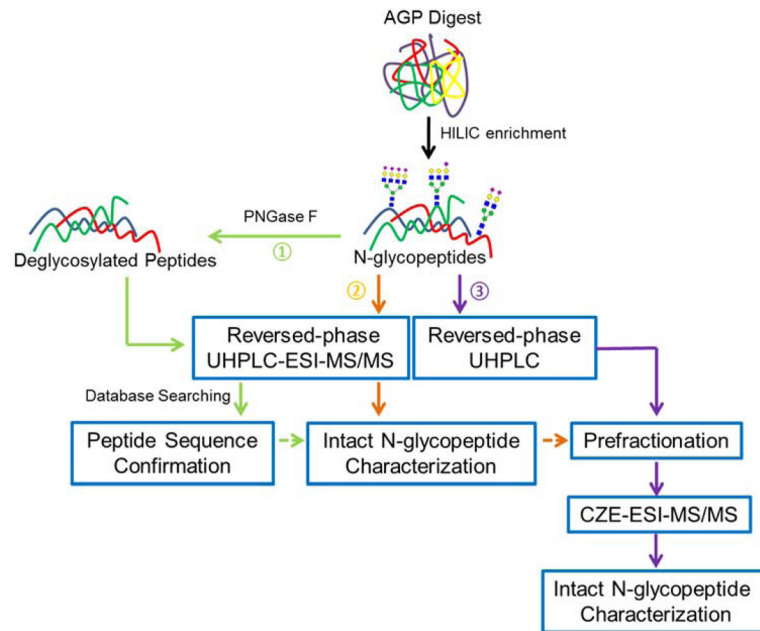 AGP Digest
HILIC enrichment
PNGase F
①
Deglycosylated Peptides
N-glycopeptides
②
③
Reversed-phase
UHPLC-ESI-MS/MS
Reversed-phase
UHPLC
Database Searching
Peptide Sequence
Confirmation
Intact N-glycopeptide
Characterization
Prefractionation
CZE-ESI-MS/MS
Intact N-glycopeptide
Characterization